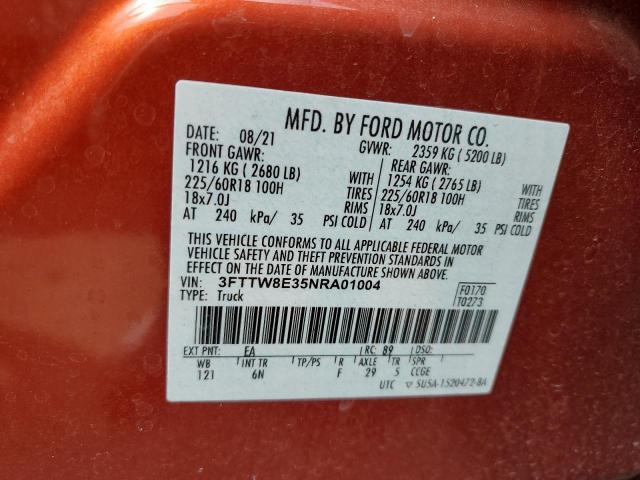 MFD. BY FORD MOTOR CO.
DATE: 08/21 GVWR: 2359 KG ( 5200 LB)
FRONT GAWR: REAR GAWR:
1216 KG ( 2680 LB) WITH 1254 KG ( 2765 LB) WITH
225/60R18 100H TIRES 225/60R18 100H TIRES
18x7.0J RIMS 18x7.0J RIMS
AT 240 kPa/ 35 PSI COLD AT 240 kPa/ 35 PSI COLD
THIS VEHICLE CONFORMS TO ALL APPLICABLE FEDERAL MOTOR
VEHICLE SAFETY AND THEFT PREVENTION STANDARDS IN
EFFECT ON THE DATE OF MANUFACTURE SHOWN ABOVE.
VIN: 3FTTW8E35NRA01004 F0170
TYPE: Truck T0273
EXT PNT: EA RC: 89 DSO:
WB INT TR TP/PS R AXLE TR SPR
121 6N F 29 5 CCGE
UTC ▽ 5U5A-1520472-BA